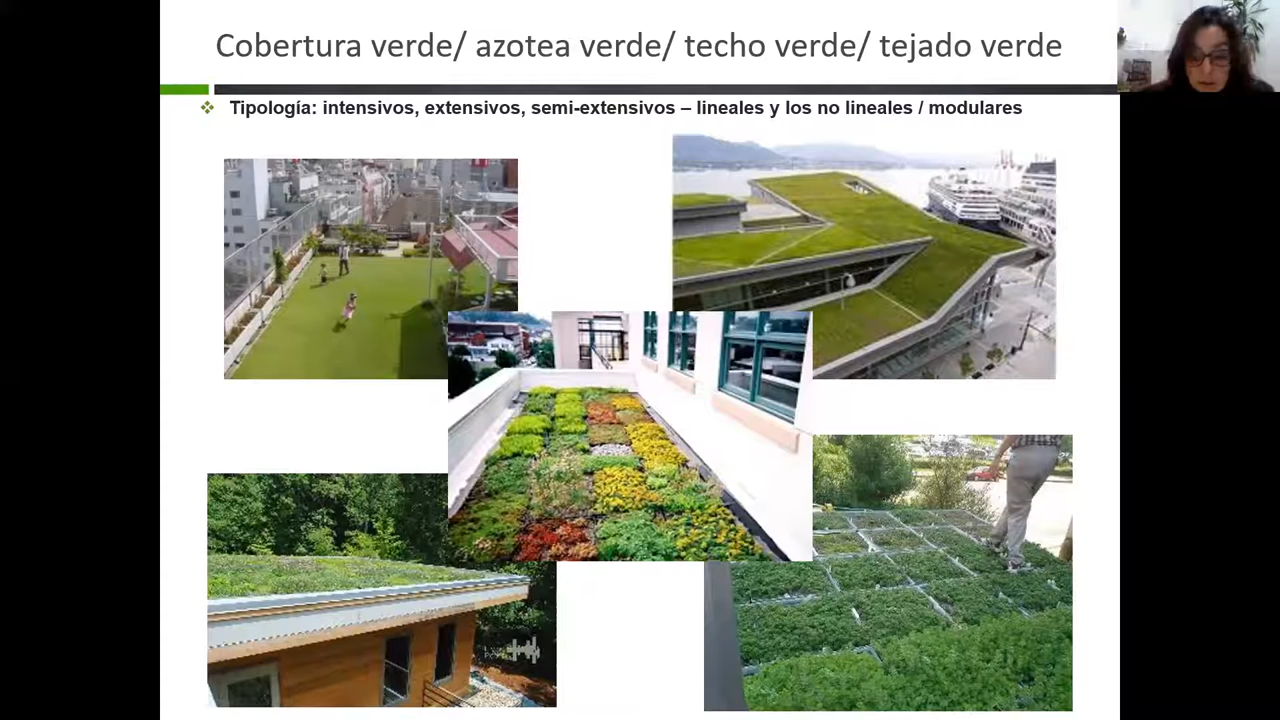 Cobertura verde/ azotea verde/ techo verde/ tejado verde
Tipología: intensivos, extensivos, semi-extensivos – lineales y los no lineales / modulares